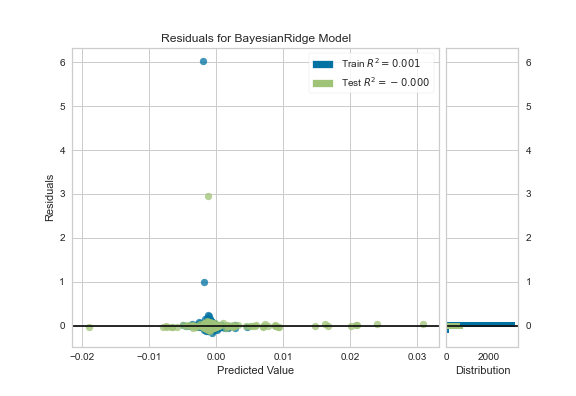 Residuals for BayesianRidge Model
Train R² = 0.001
Test R² = − 0.000
Residuals
6
5
4
3
2
1
0
6
5
4
3
2
1
0
−0.02 −0.01 0.00 0.01 0.02 0.03
0 2000
Predicted Value
Distribution